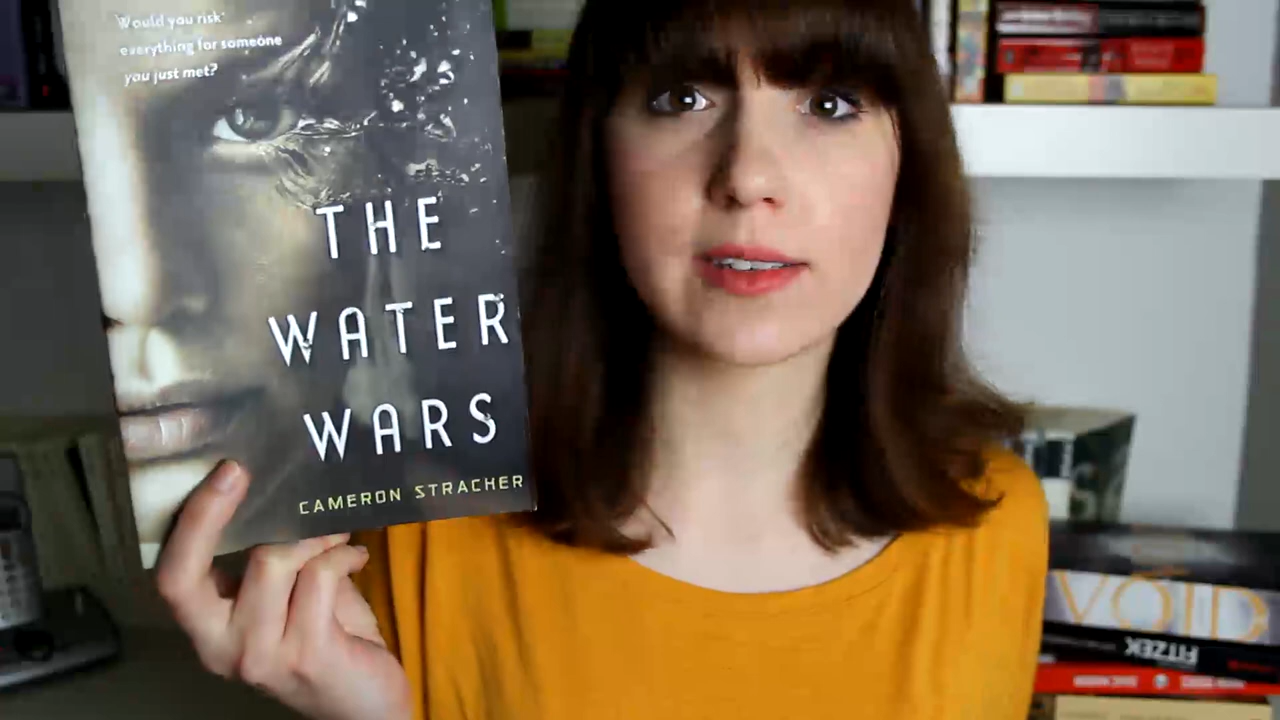 Would you risk
everything for someone
you just met?
THE
WATER
WARS
CAMERON STRACHER
VOID
FITZEK